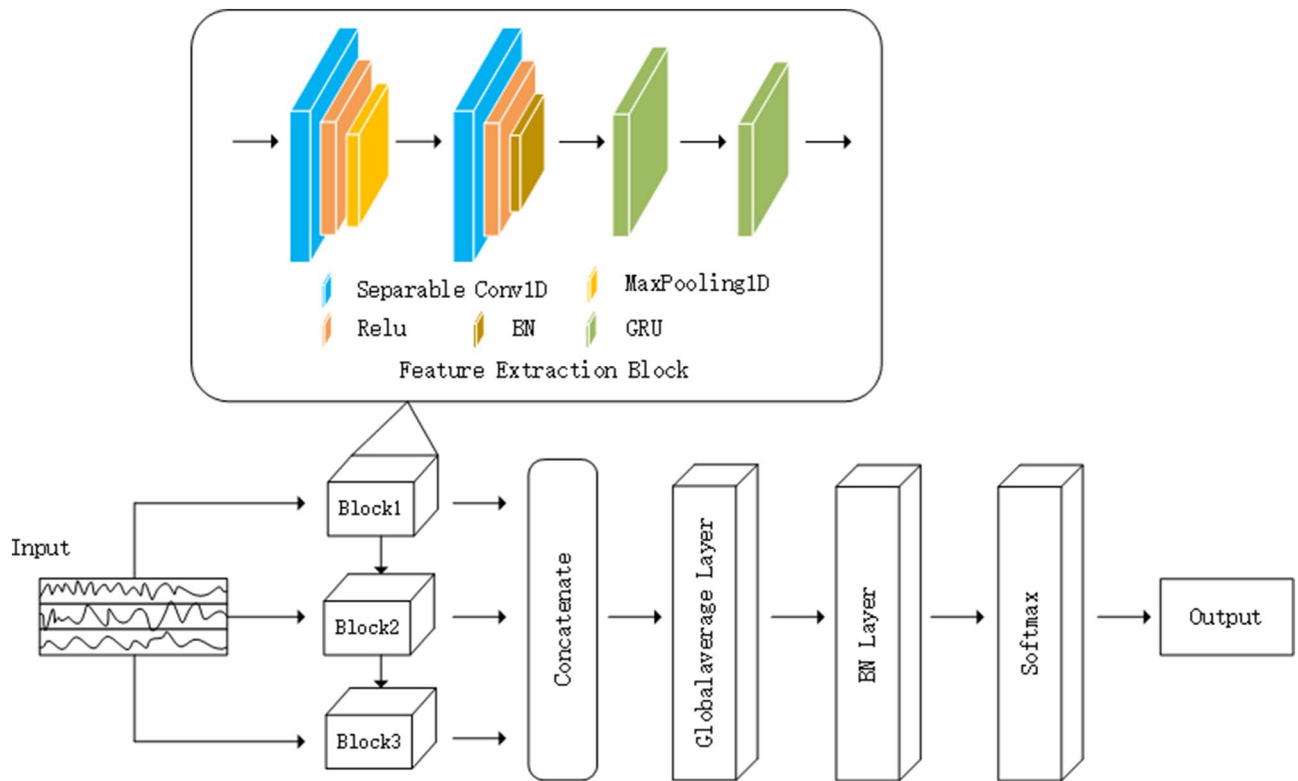 Separable Conv1D
MaxPooling1D
Relu
BN
GRU
Feature Extraction Block
Input
Block1
Block2
Block3
Concatenate
Globalaverage Layer
BN Layer
Softmax
Output